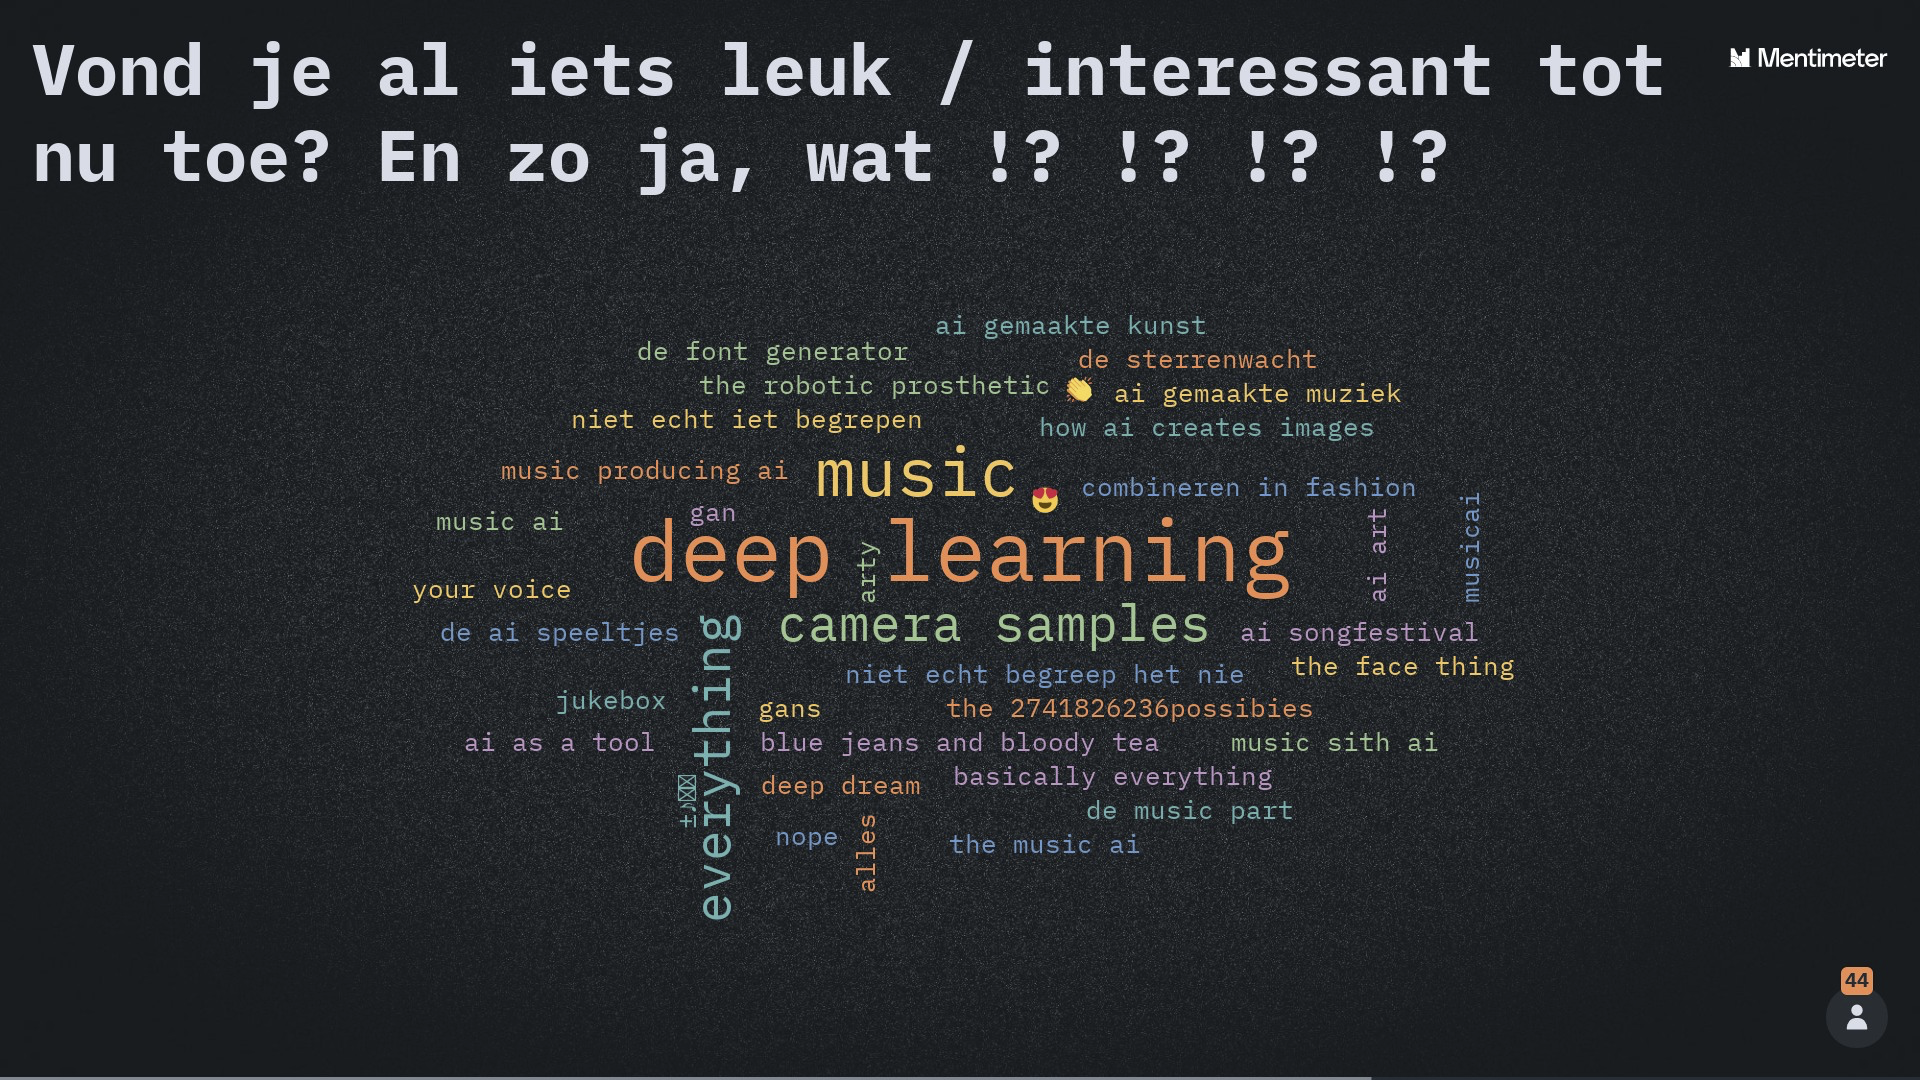 Vond je al iets leuk / interessant tot
nu toe? En zo ja, wat !? !? !? !?
Mentimeter
ai gemaakte kunst
de font generator
de sterrenwacht
the robotic prosthetic
👏
ai gemaakte muziek
niet echt iet begrepen
how ai creates images
music producing ai
music
😍
combineren in fashion
gan
music ai
deep learning
arty
ai art
musicai
your voice
de ai speeltjes
everything
camera samples
ai songfestival
the face thing
niet echt begreep het nie
jukebox
gans
the 2741826236possibies
ai as a tool
blue jeans and bloody tea
music sith ai
basically everything
deep dream
de music part
nope
alles
the music ai
44